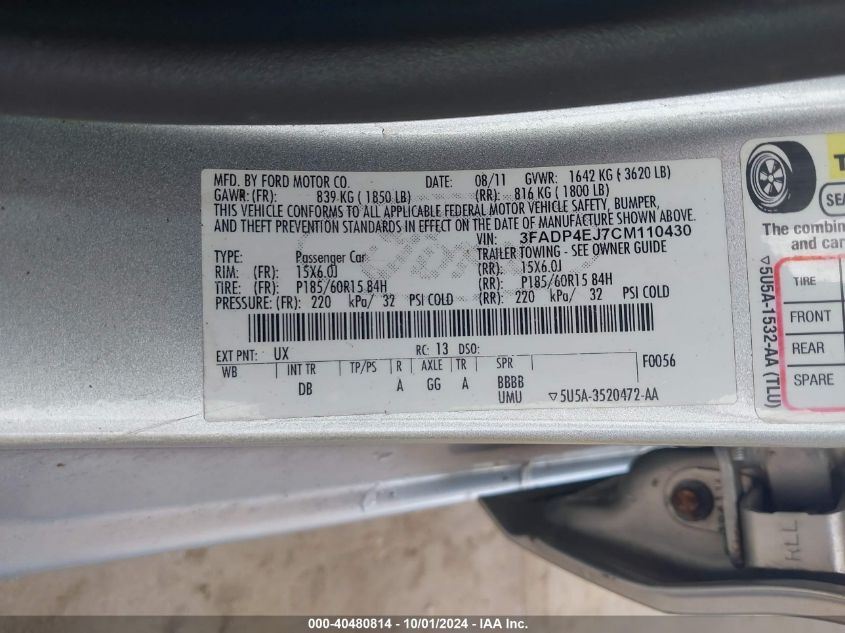 MFD. BY FORD MOTOR CO. DATE: 08/11 GVWR: 1642 KG ( 3620 LB)
GAWR: (FR): 839 KG ( 1850 LB) (RR): 816 KG ( 1800 LB)
THIS VEHICLE CONFORMS TO ALL APPLICABLE FEDERAL MOTOR VEHICLE SAFETY, BUMPER,
AND THEFT PREVENTION STANDARDS IN EFFECT ON THE DATE OF MANUFACTURE SHOWN ABOVE.
VIN: 3FADP4EJ7CM110430
TYPE: Passenger Car TRAILER TOWING - SEE OWNER GUIDE
RIM: (FR): 15X6.0J (RR): 15X6.0J
TIRE: (FR): P185/60R15 84H (RR): P185/60R15 84H
PRESSURE: (FR): 220 kPa/ 32 PSI COLD (RR): 220 kPa/ 32 PSI COLD
EXT PNT: UX RC: 13 DSO:
WB INT TR TP/PS R AXLE TR SPR F0056
DB A GG A BBBB
UMU ▽5U5A-3520472-AA
▽5U5A-1532-AA (TLU)
The combin
and car
TIRE
FRONT
REAR
SPARE
RLL
000-40480814 - 10/01/2024 - IAA Inc.